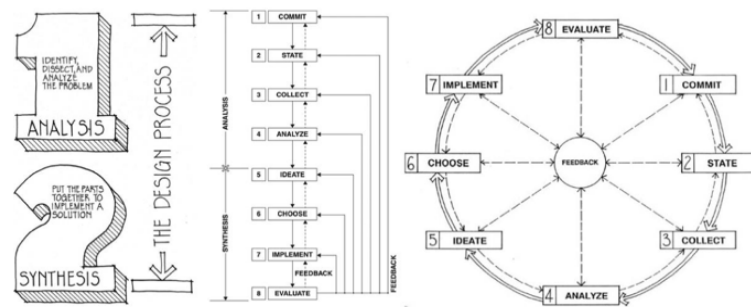 1
IDENTIFY,
DISSECT, AND
ANALYZE
THE PROBLEM
ANALYSIS
2
PUT THE PARTS
TOGETHER TO
IMPLEMENT A
SOLUTION
SYNTHESIS
THE DESIGN PROCESS
ANALYSIS
SYNTHESIS
1 COMMIT
2 STATE
3 COLLECT
4 ANALYZE
5 IDEATE
6 CHOOSE
7 IMPLEMENT
FEEDBACK
8 EVALUATE
FEEDBACK
8 EVALUATE
1 COMMIT
2 STATE
3 COLLECT
4 ANALYZE
5 IDEATE
6 CHOOSE
7 IMPLEMENT
FEEDBACK